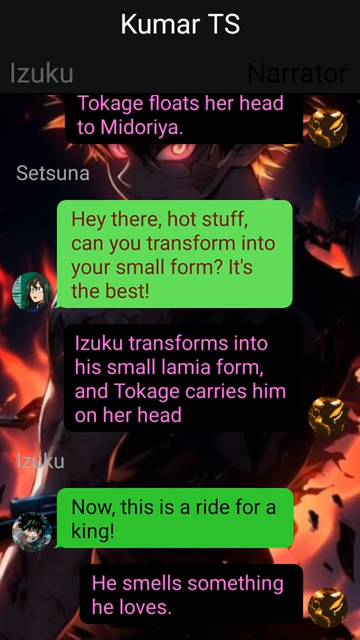 Kumar TS
Izuku
Narrator
Tokage floats her head
to Midoriya.
Setsuna
Hey there, hot stuff,
can you transform into
your small form? It's
the best!
Izuku transforms into
his small lamia form,
and Tokage carries him
on her head
Izuku
Now, this is a ride for a
king!
He smells something
he loves.